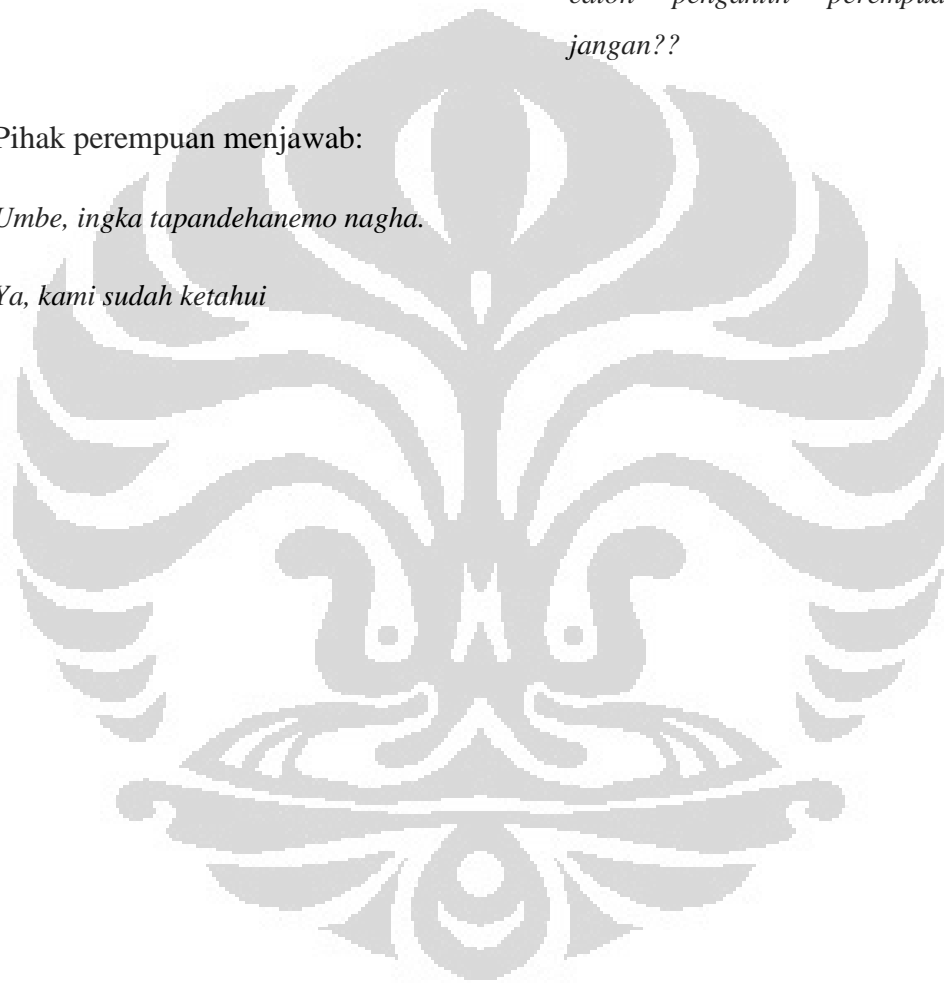 calon pengantin perempuan
jangan??
Pihak perempuan menjawab:
Umbe, ingka tapandehanemo nagha.
Ya, kami sudah ketahui